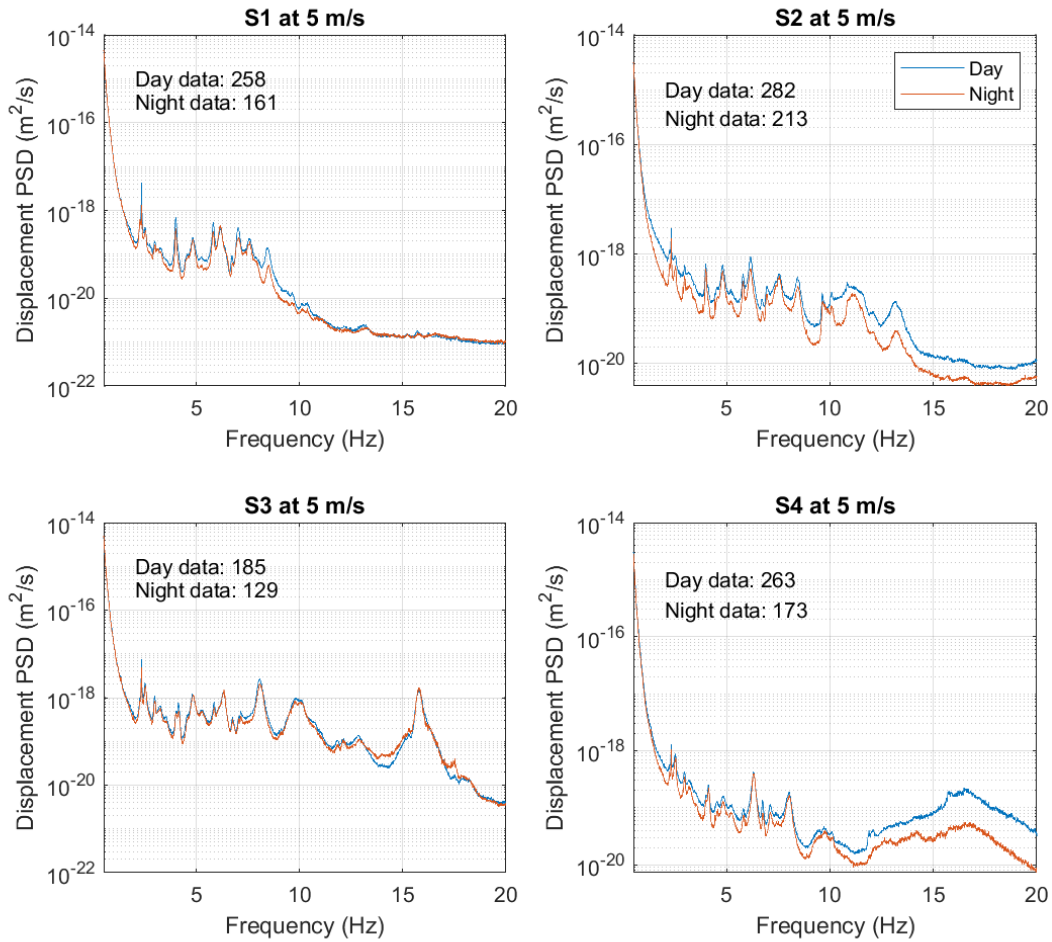 S1 at 5 m/s
Displacement PSD (m²/s)
10⁻¹⁴
10⁻¹⁶
10⁻¹⁸
10⁻²⁰
10⁻²²
Day data: 258
Night data: 161
5 10 15 20
Frequency (Hz)
S2 at 5 m/s
Displacement PSD (m²/s)
10⁻¹⁴
10⁻¹⁶
10⁻¹⁸
10⁻²⁰
Day data: 282
Night data: 213
Day
Night
5 10 15 20
Frequency (Hz)
S3 at 5 m/s
Displacement PSD (m²/s)
10⁻¹⁴
10⁻¹⁶
10⁻¹⁸
10⁻²⁰
10⁻²²
Day data: 185
Night data: 129
5 10 15 20
Frequency (Hz)
S4 at 5 m/s
Displacement PSD (m²/s)
10⁻¹⁴
10⁻¹⁶
10⁻¹⁸
10⁻²⁰
Day data: 263
Night data: 173
5 10 15 20
Frequency (Hz)